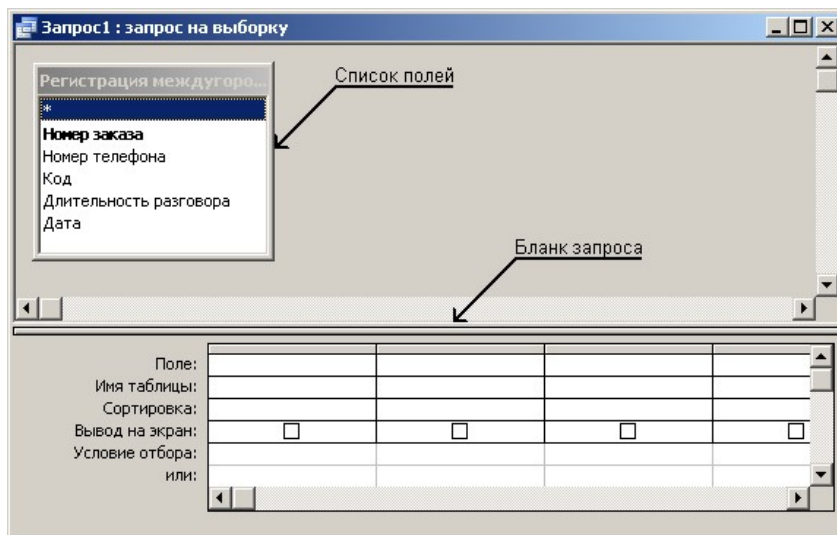 Запрос1 : запрос на выборку
Регистрация междугоро...
Список полей
*
Номер заказа
Номер телефона
Код
Длительность разговора
Дата
Бланк запроса
Поле:
Имя таблицы:
Сортировка:
Вывод на экран:
Условие отбора:
или: